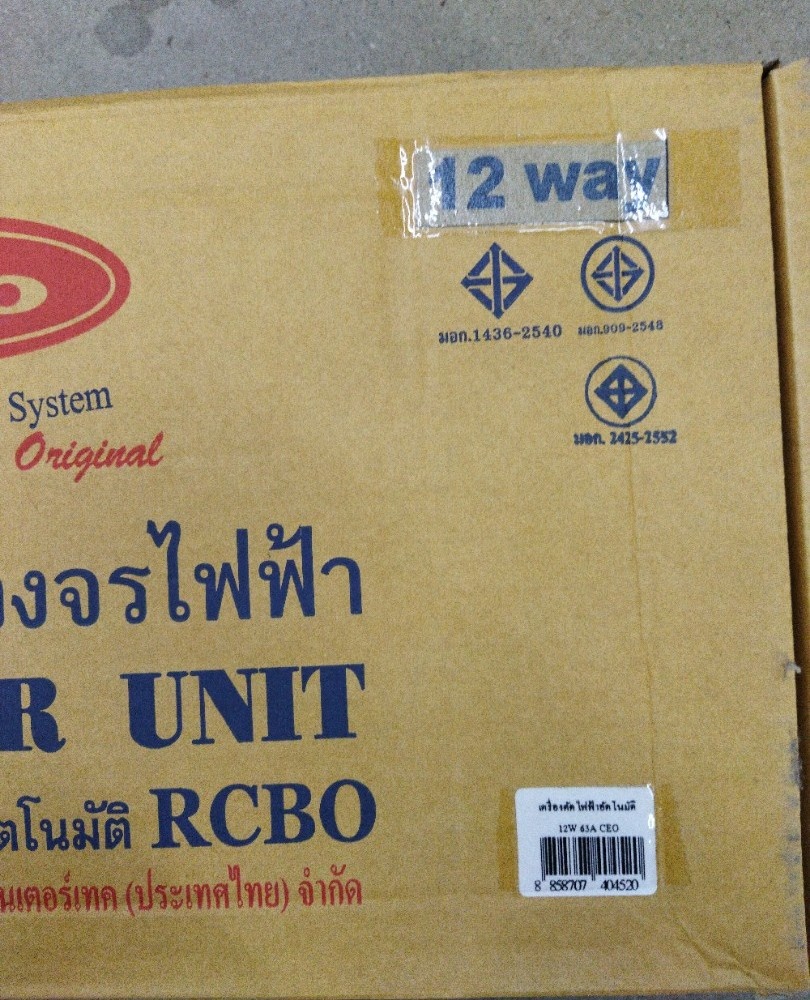 12 way
มอก.1436-2540
มอก.909-2548
มอก. 2425-2552
System
Original
งจรไฟฟ้า
R UNIT
ตโนมัติ RCBO
นเตอร์เทค (ประเทศไทย) จำกัด
เครื่องตัดไฟฟ้าอัตโนมัติ
12W 63A CEO
8 858707 404520